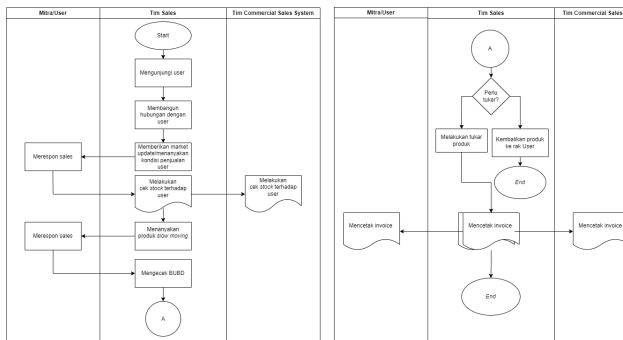 Mitra/User
Tim Sales
Tim Commercial Sales System
Start
Mengunjungi user
Membangun
hubungan dengan
user
Memberikan market
update/menanyakan
kondisi penjualan
user
Merespon sales
Melakukan
cek stock terhadap
user
Melakukan
cek stock terhadap
user
Menanyakan
produk slow moving
Merespon sales
Mengecek BUBD
A
Mitra/User
Tim Sales
Tim Commercial Sales System
A
Perlu
tukar?
Melakukan tukar
produk
Kembalikan produk
ke rak User
End
Mencetak invoice
Mencetak invoice
Mencetak invoice
End